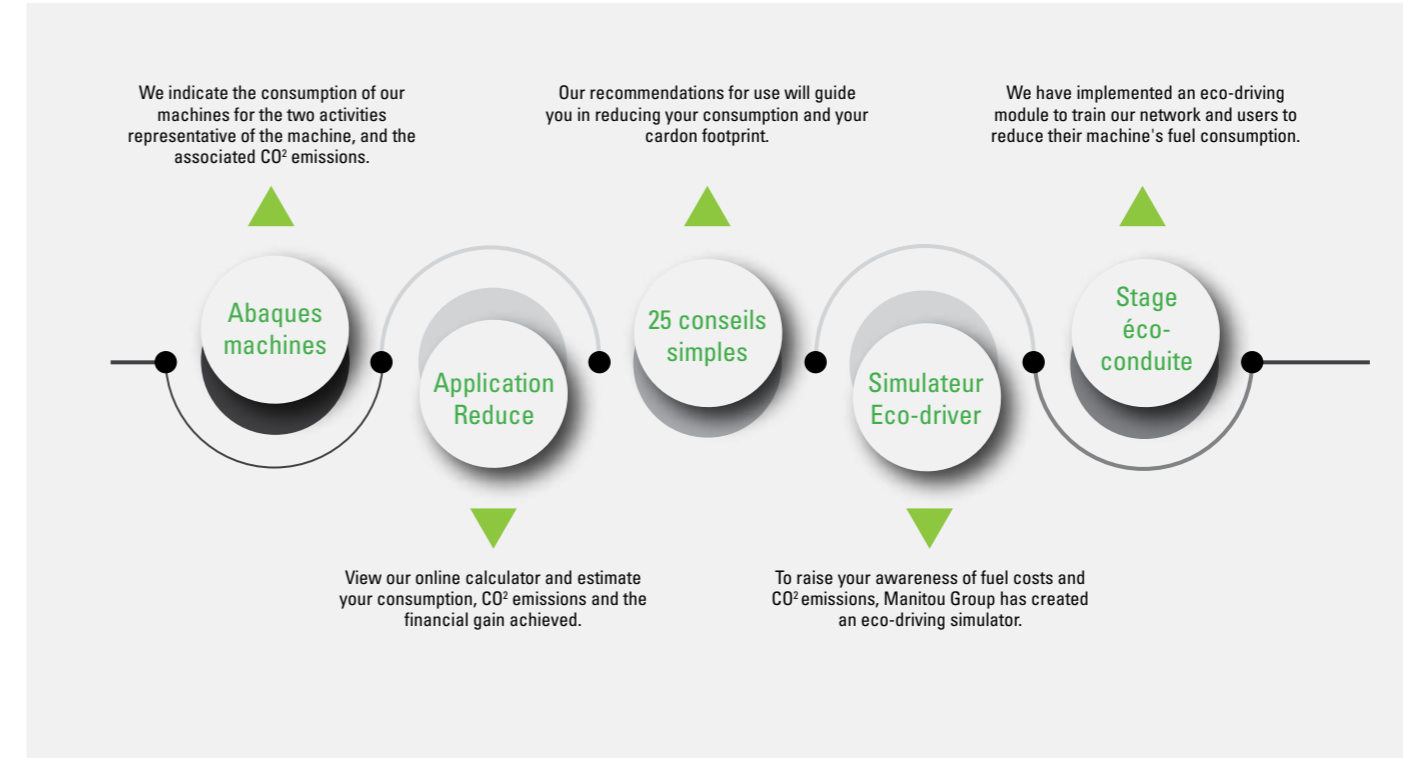 We indicate the consumption of our
machines for the two activities
representative of the machine, and the
associated CO² emissions.
Our recommendations for use will guide
you in reducing your consumption and your
cardon footprint.
We have implemented an eco-driving
module to train our network and users to
reduce their machine's fuel consumption.
Abaques
machines
Application
Reduce
25 conseils
simples
Simulateur
Eco-driver
Stage
éco-
conduite
View our online calculator and estimate
your consumption, CO² emissions and the
financial gain achieved.
To raise your awareness of fuel costs and
CO² emissions, Manitou Group has created
an eco-driving simulator.